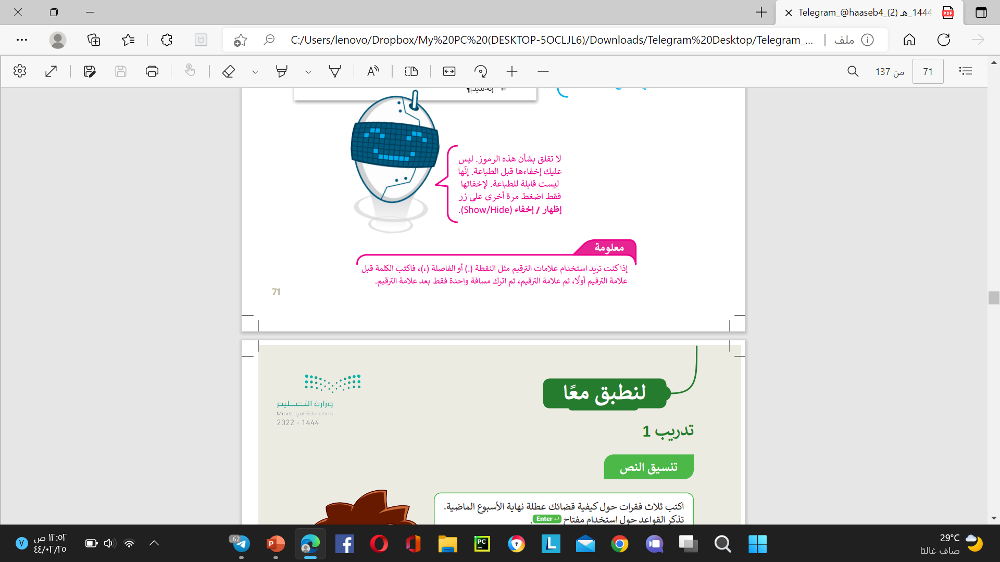 Telegram_@haaseb4_(2)_1444_هـ
C:/Users/lenovo/Dropbox/My%20PC%20(DESKTOP-5OCLJL6)/Downloads/Telegram%20Desktop/Telegram_...
ملف
71
من 137
إنه·لذيذ.¶
لا تقلق بشأن هذه الرموز. ليس
عليك إخفاءها قبل الطباعة. إنّها
ليست قابلة للطباعة. لإخفائها
فقط اضغط مرة أخرى على زر
إظهار / إخفاء (Show/Hide).
معلومة
إذا كنت تريد استخدام علامات الترقيم مثل النقطة (.) أو الفاصلة (،)، فاكتب الكلمة قبل
علامة الترقيم أولًا، ثم علامة الترقيم، ثم اترك مسافة واحدة فقط بعد علامة الترقيم.
71
وزارة التعـليم
Ministry of Education
2022 - 1444
لنطبق معًا
تدريب 1
تنسيق النص
اكتب ثلاث فقرات حول كيفية قضائك عطلة نهاية الأسبوع الماضية.
تذكر القواعد حول استخدام مفتاح Enter ↵.
V
١٢:٥٢ ص
٤٤/٠٢/٢٥
62..
29°C
صافٍ غالبًا